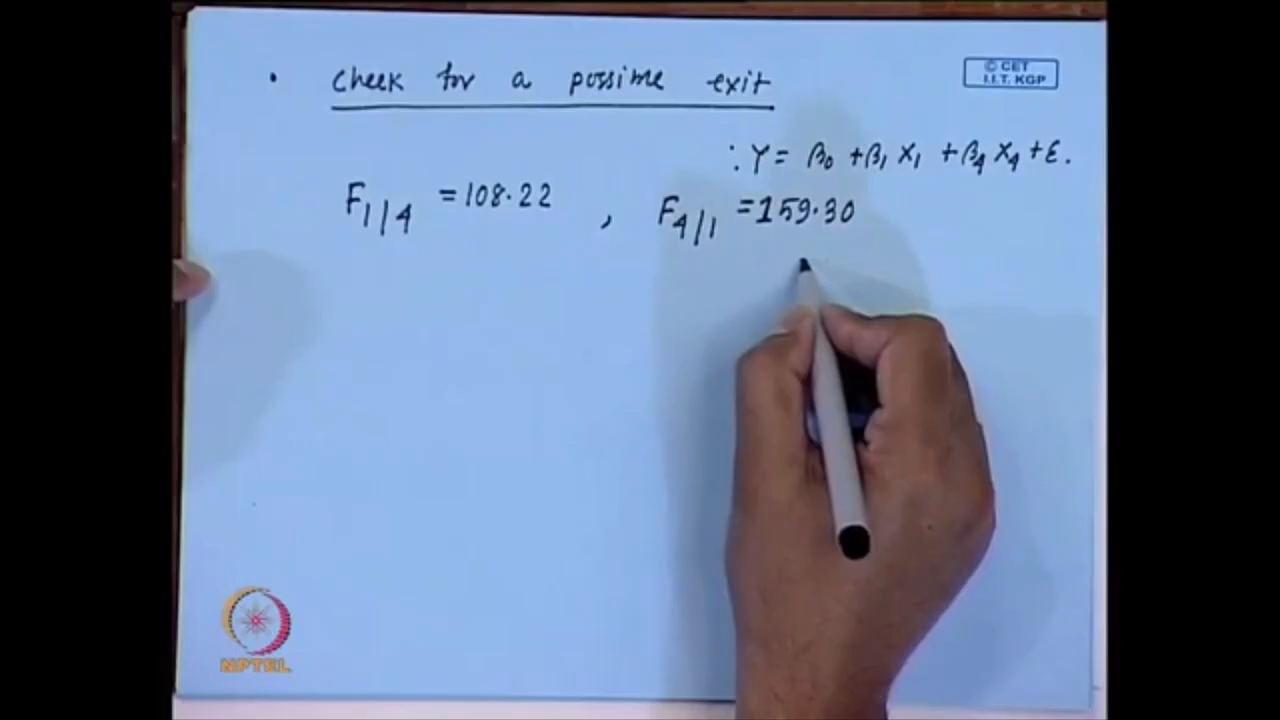 • check for a possible exit
© CET
I.I.T. KGP
∴ Y = β0 + β1 X1 + β4 X4 + ε.
F1/4 = 108.22 , F4/1 = 159.30
NPTEL